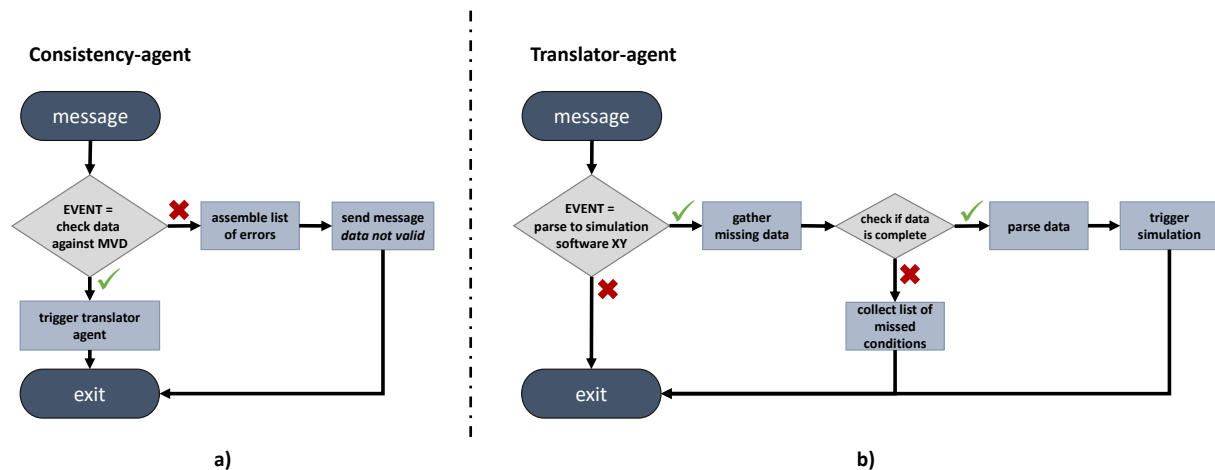 Consistency-agent
message
EVENT =
check data
against MVD
assemble list
of errors
send message
data not valid
trigger translator
agent
exit
a)
Translator-agent
message
EVENT =
parse to simulation
software XY
gather
missing data
check if data
is complete
parse data
trigger
simulation
collect list of
missed
conditions
exit
b)